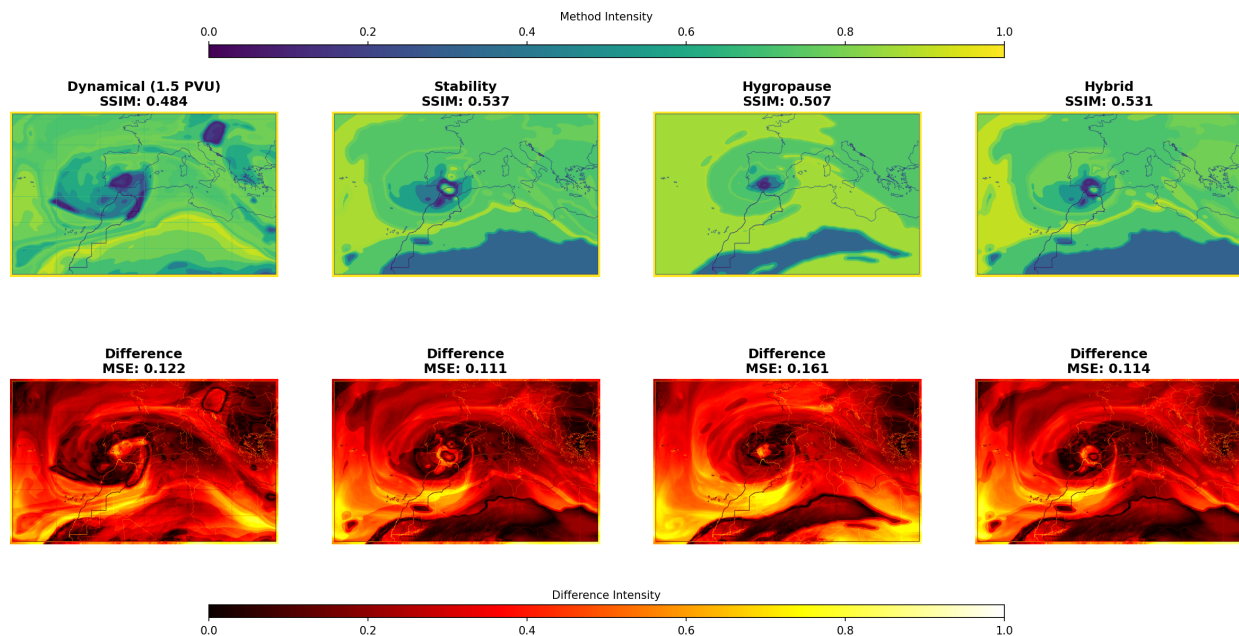 Method Intensity
0.0 0.2 0.4 0.6 0.8 1.0
Dynamical (1.5 PVU)
SSIM: 0.484
Stability
SSIM: 0.537
Hygropause
SSIM: 0.507
Hybrid
SSIM: 0.531
Difference
MSE: 0.122
Difference
MSE: 0.111
Difference
MSE: 0.161
Difference
MSE: 0.114
Difference Intensity
0.0 0.2 0.4 0.6 0.8 1.0